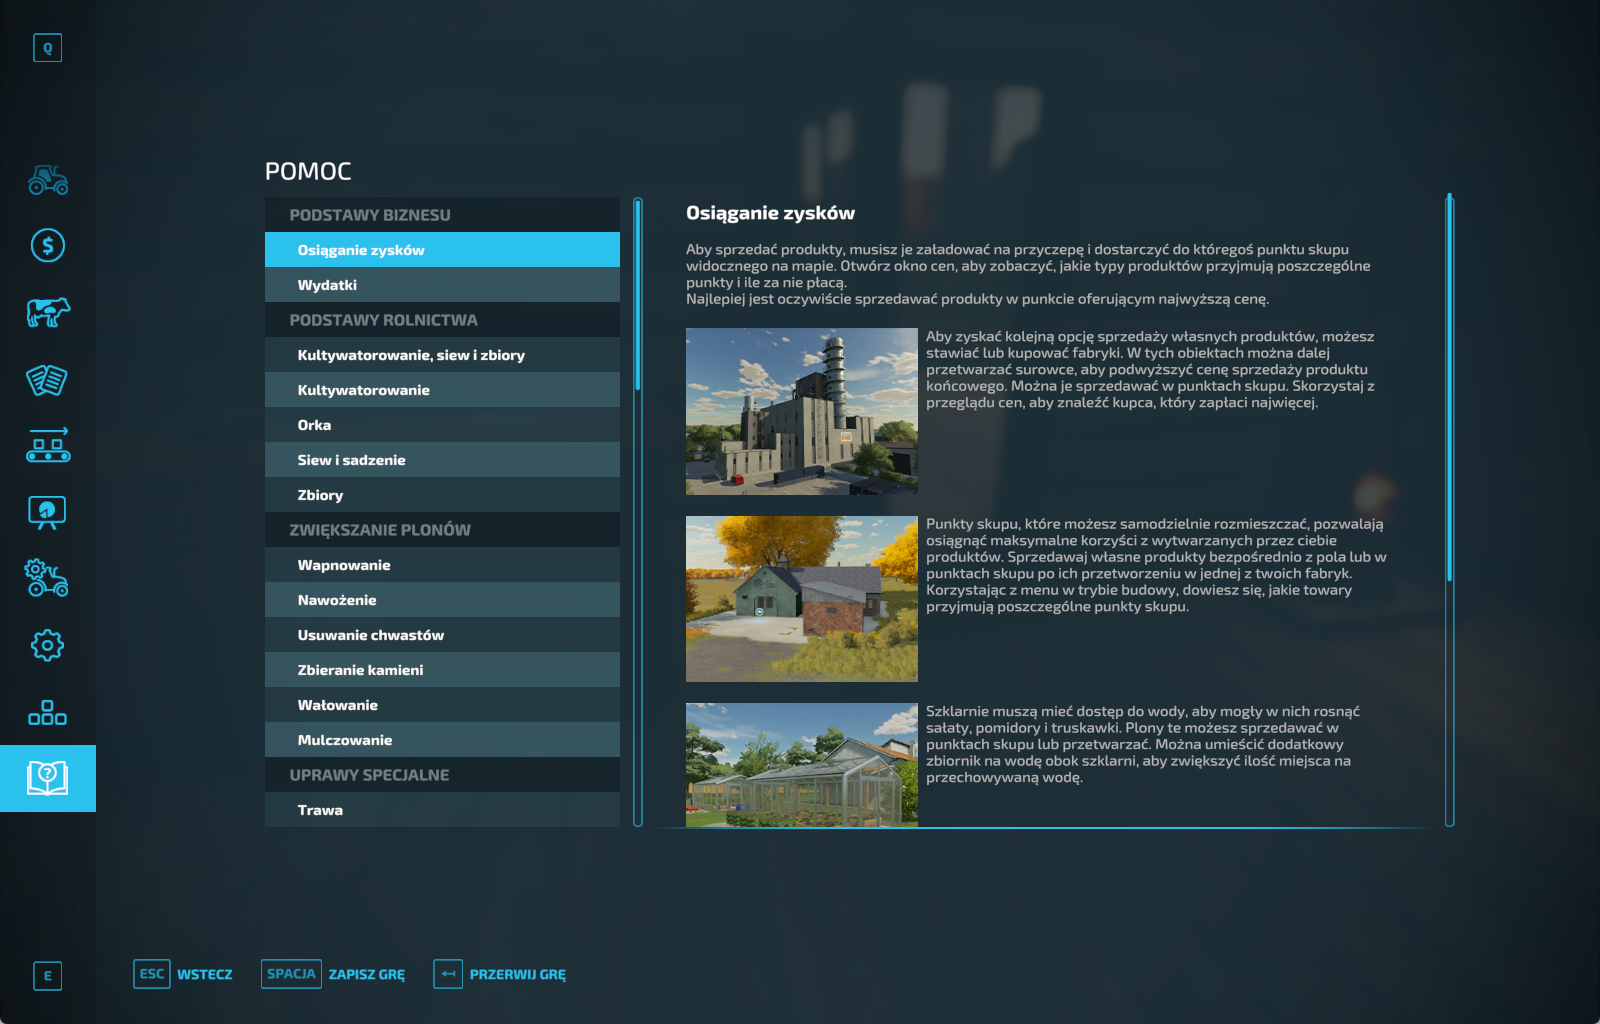 Q
POMOC
PODSTAWY BIZNESU
Osiąganie zysków
Wydatki
PODSTAWY ROLNICTWA
Kultywatorowanie, siew i zbiory
Kultywatorowanie
Orka
Siew i sadzenie
Zbiory
ZWIĘKSZANIE PLONÓW
Wapnowanie
Nawożenie
Usuwanie chwastów
Zbieranie kamieni
Wałowanie
Mulczowanie
UPRAWY SPECJALNE
Trawa
Osiąganie zysków
Aby sprzedać produkty, musisz je załadować na przyczepę i dostarczyć do któregoś punktu skupu
widocznego na mapie. Otwórz okno cen, aby zobaczyć, jakie typy produktów przyjmują poszczególne
punkty i ile za nie płacą.
Najlepiej jest oczywiście sprzedawać produkty w punkcie oferującym najwyższą cenę.
Aby zyskać kolejną opcję sprzedaży własnych produktów, możesz
stawiać lub kupować fabryki. W tych obiektach można dalej
przetwarzać surowce, aby podwyższyć cenę sprzedaży produktu
końcowego. Można je sprzedawać w punktach skupu. Skorzystaj z
przeglądu cen, aby znaleźć kupca, który zapłaci najwięcej.
Punkty skupu, które możesz samodzielnie rozmieszczać, pozwalają
osiągnąć maksymalne korzyści z wytwarzanych przez ciebie
produktów. Sprzedawaj własne produkty bezpośrednio z pola lub w
punktach skupu po ich przetworzeniu w jednej z twoich fabryk.
Korzystając z menu w trybie budowy, dowiesz się, jakie towary
przyjmują poszczególne punkty skupu.
Szklarnie muszą mieć dostęp do wody, aby mogły w nich rosnąć
sałaty, pomidory i truskawki. Plony te możesz sprzedawać w
punktach skupu lub przetwarzać. Można umieścić dodatkowy
zbiornik na wodę obok szklarni, aby zwiększyć ilość miejsca na
przechowywaną wodę.
E
ESC WSTECZ SPACJA ZAPISZ GRĘ PRZERWIJ GRĘ